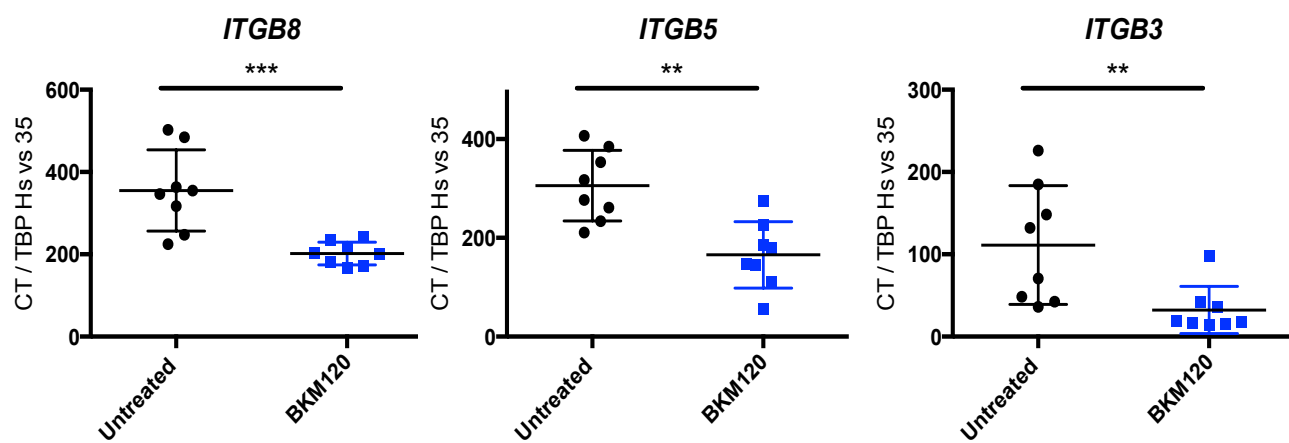 ITGB8
***
CT / TBP Hs vs 35
600
400
200
0
Untreated
BKM120
ITGB5
**
CT / TBP Hs vs 35
400
200
0
Untreated
BKM120
ITGB3
**
CT / TBP Hs vs 35
300
200
100
0
Untreated
BKM120